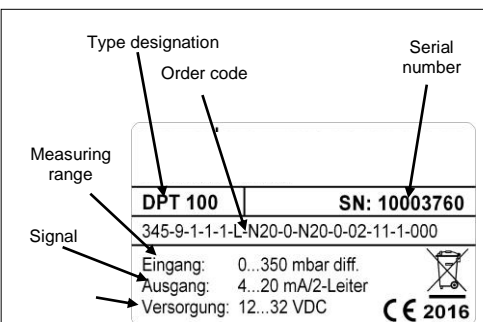 Type designation
Order code
Serial
number
Measuring
range
DPT 100 SN: 10003760
345-9-1-1-1-L-N20-0-N20-0-02-11-1-000
Signal
Eingang: 0...350 mbar diff.
Ausgang: 4...20 mA/2-Leiter
Versorgung: 12...32 VDC
CE 2016